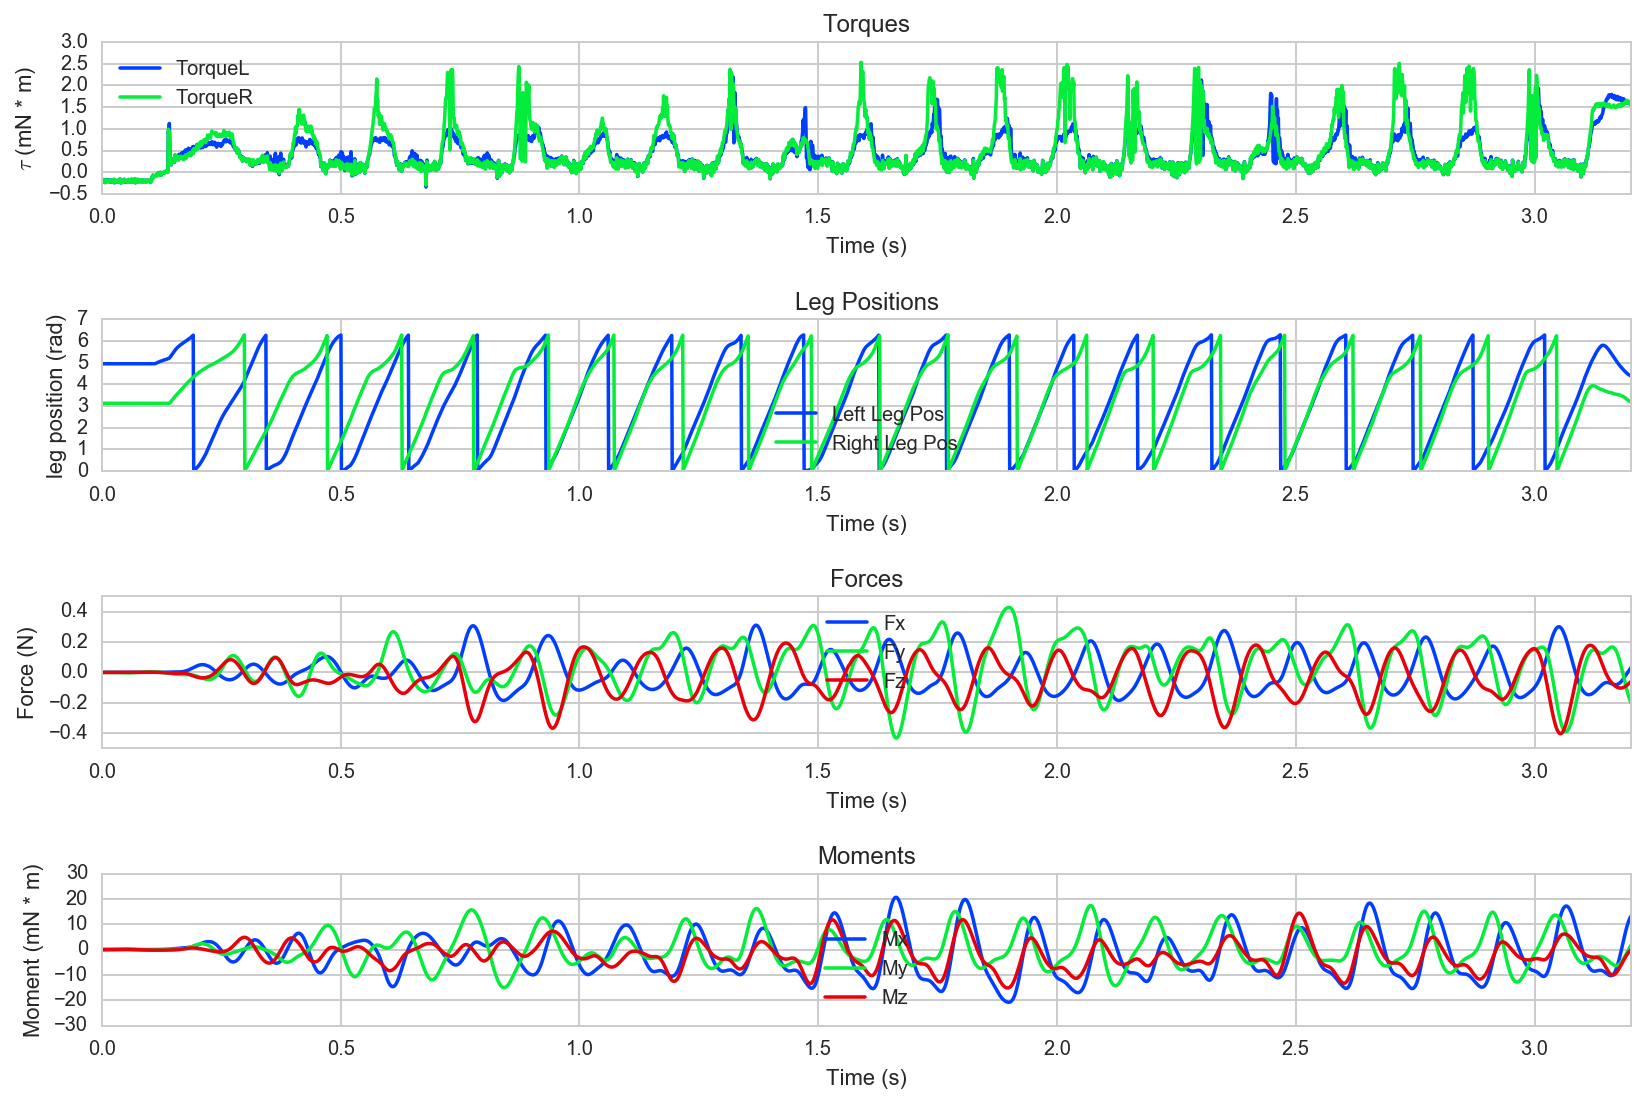 Torques
τ (mN * m)
3.0
2.5
2.0
1.5
1.0
0.5
0.0
−0.5
TorqueL
TorqueR
0.0 0.5 1.0 1.5 2.0 2.5 3.0
Time (s)
Leg Positions
leg position (rad)
7
6
5
4
3
2
1
0
Left Leg Pos
Right Leg Pos
0.0 0.5 1.0 1.5 2.0 2.5 3.0
Time (s)
Forces
Force (N)
0.4
0.2
0.0
−0.2
−0.4
Fx
Fy
Fz
0.0 0.5 1.0 1.5 2.0 2.5 3.0
Time (s)
Moments
Moment (mN * m)
30
20
10
0
−10
−20
−30
Mx
My
Mz
0.0 0.5 1.0 1.5 2.0 2.5 3.0
Time (s)